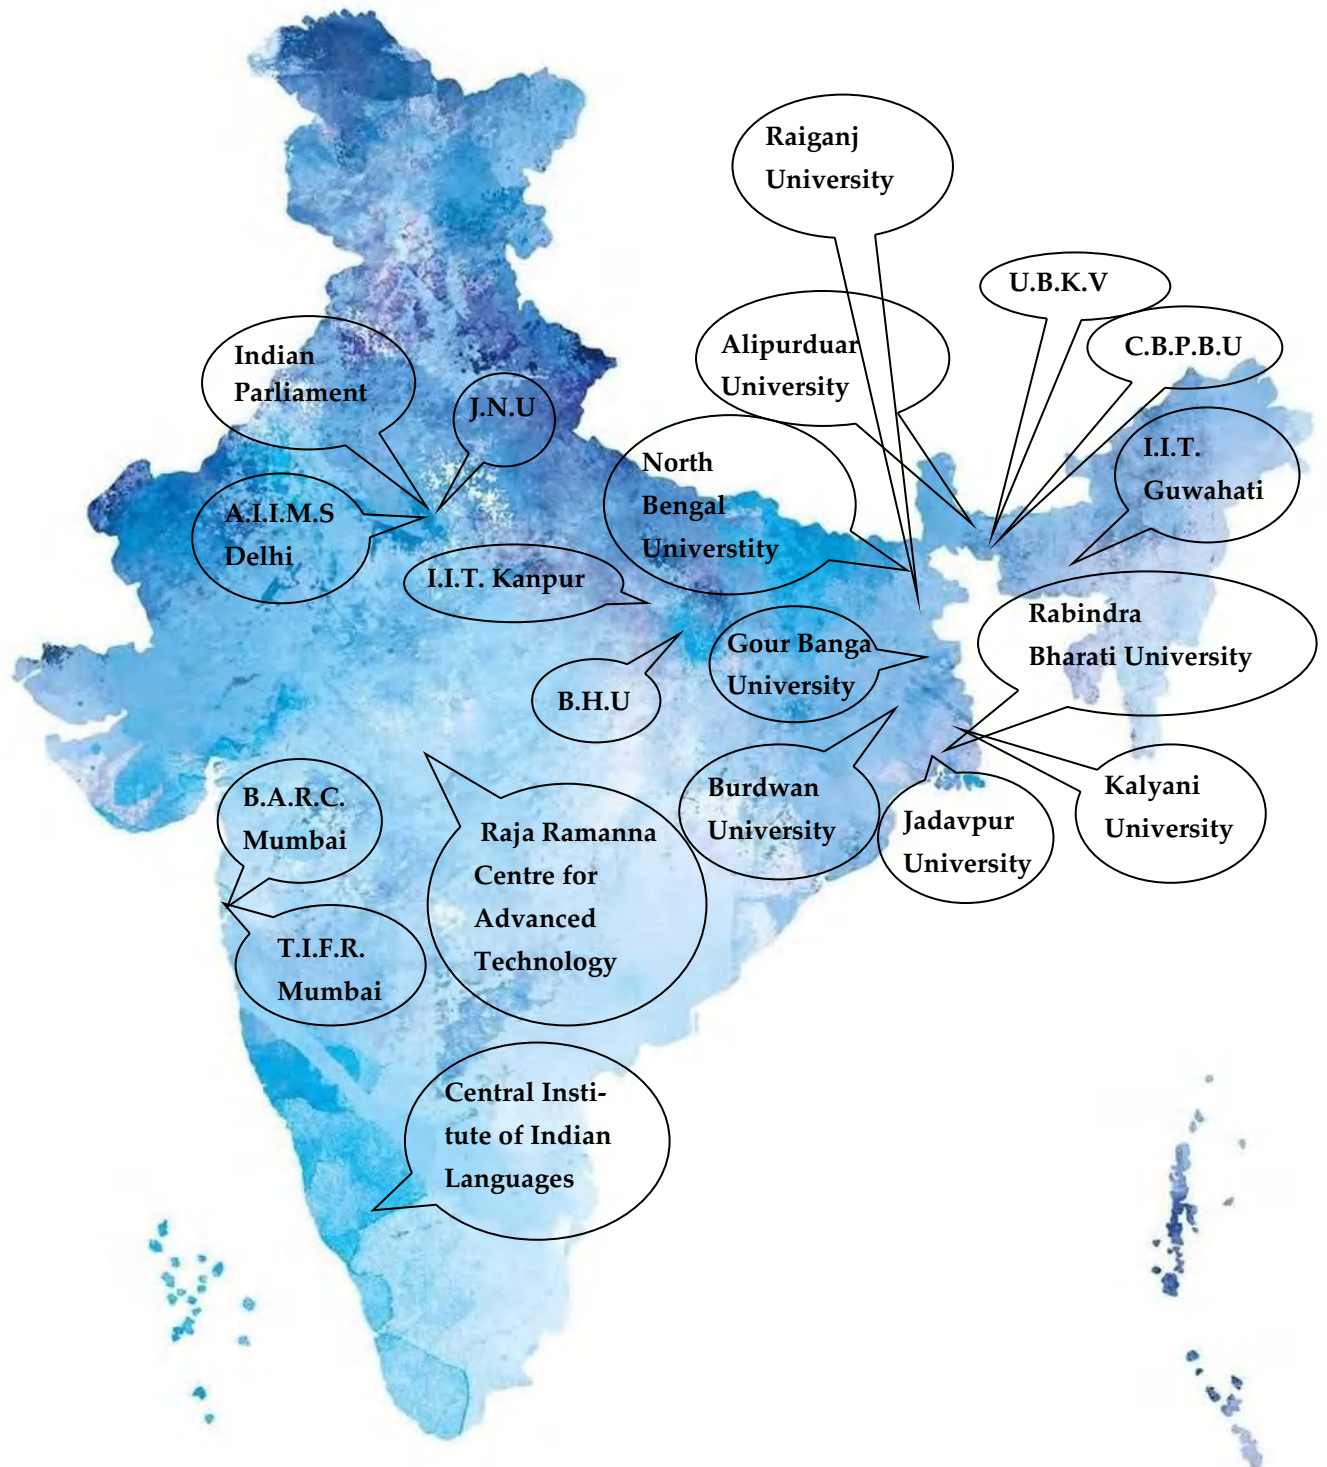 Raiganj
University
U.B.K.V
Alipurduar
University
C.B.P.B.U
Indian
Parliament
J.N.U
North
Bengal
Universtity
I.I.T.
Guwahati
A.I.I.M.S
Delhi
I.I.T. Kanpur
Rabindra
Bharati University
Gour Banga
University
B.H.U
B.A.R.C.
Mumbai
Burdwan
University
Jadavpur
University
Kalyani
University
Raja Ramanna
Centre for
Advanced
Technology
T.I.F.R.
Mumbai
Central Insti-
tute of Indian
Languages